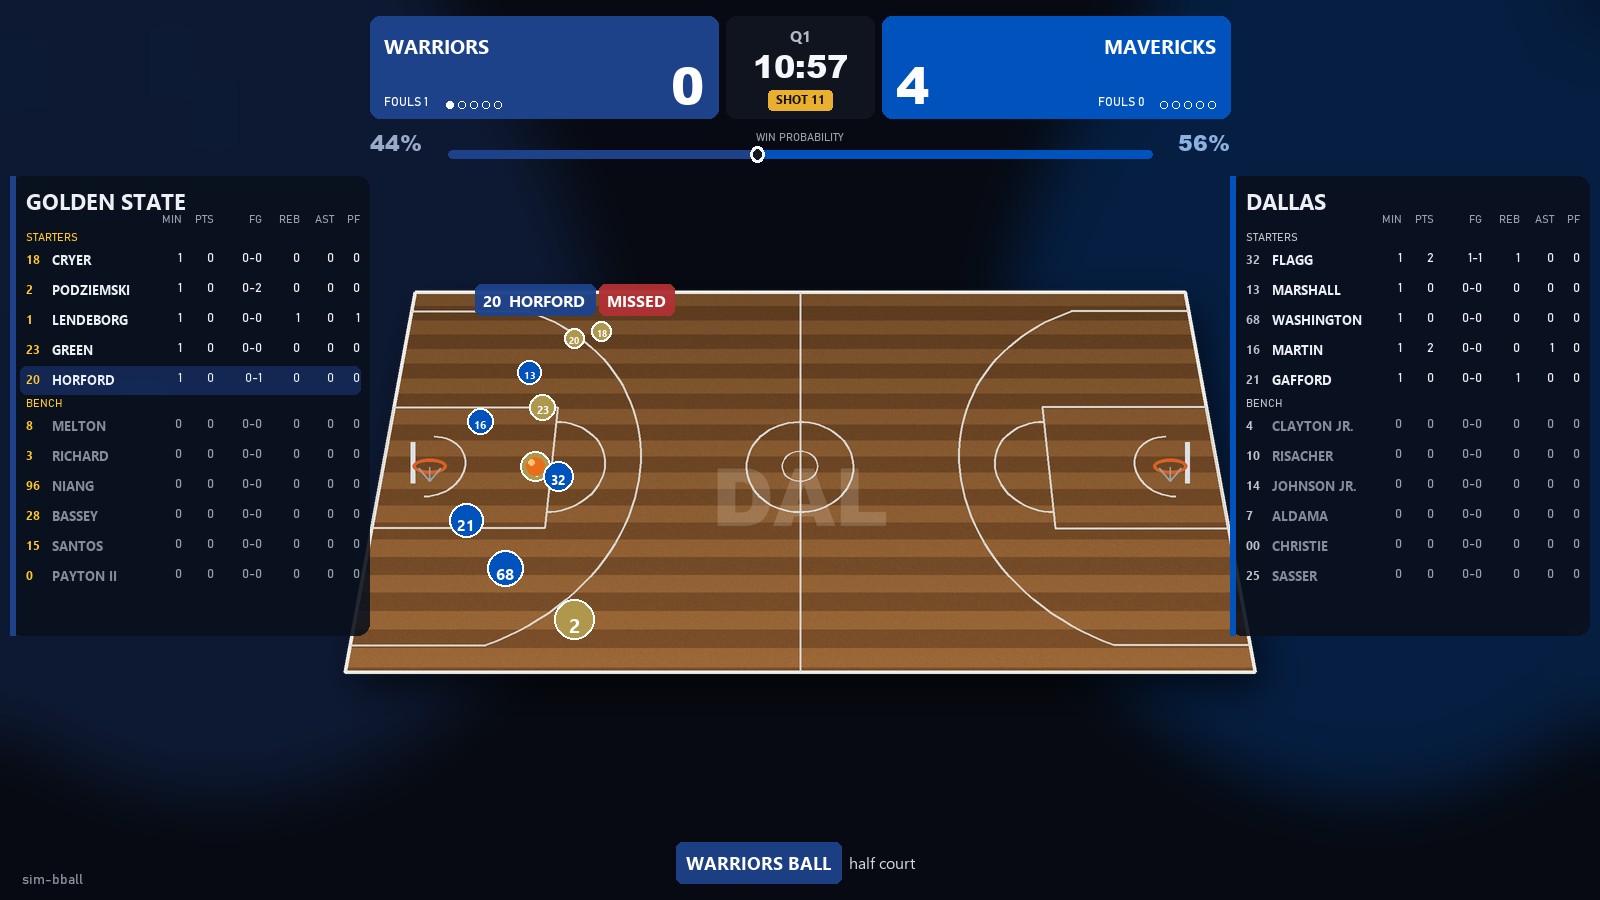 WARRIORS
0
FOULS 1
Q1
10:57
SHOT 11
MAVERICKS
4
FOULS 0
44%
WIN PROBABILITY
56%
GOLDEN STATE
MIN PTS FG REB AST PF
STARTERS
18 CRYER 1 0 0-0 0 0 0
2 PODZIEMSKI 1 0 0-2 0 0 0
1 LENDEBORG 1 0 0-0 1 0 1
23 GREEN 1 0 0-0 0 0 0
20 HORFORD 1 0 0-1 0 0 0
BENCH
8 MELTON 0 0 0-0 0 0 0
3 RICHARD 0 0 0-0 0 0 0
96 NIANG 0 0 0-0 0 0 0
28 BASSEY 0 0 0-0 0 0 0
15 SANTOS 0 0 0-0 0 0 0
0 PAYTON II 0 0 0-0 0 0 0
20 HORFORD MISSED
20
18
13
23
16
32
21
68
2
DAL
DALLAS
MIN PTS FG REB AST PF
STARTERS
32 FLAGG 1 2 1-1 1 0 0
13 MARSHALL 1 0 0-0 0 0 0
68 WASHINGTON 1 0 0-0 0 0 0
16 MARTIN 1 2 0-0 0 1 0
21 GAFFORD 1 0 0-0 1 0 0
BENCH
4 CLAYTON JR. 0 0 0-0 0 0 0
10 RISACHER 0 0 0-0 0 0 0
14 JOHNSON JR. 0 0 0-0 0 0 0
7 ALDAMA 0 0 0-0 0 0 0
00 CHRISTIE 0 0 0-0 0 0 0
25 SASSER 0 0 0-0 0 0 0
WARRIORS BALL half court
sim-bball